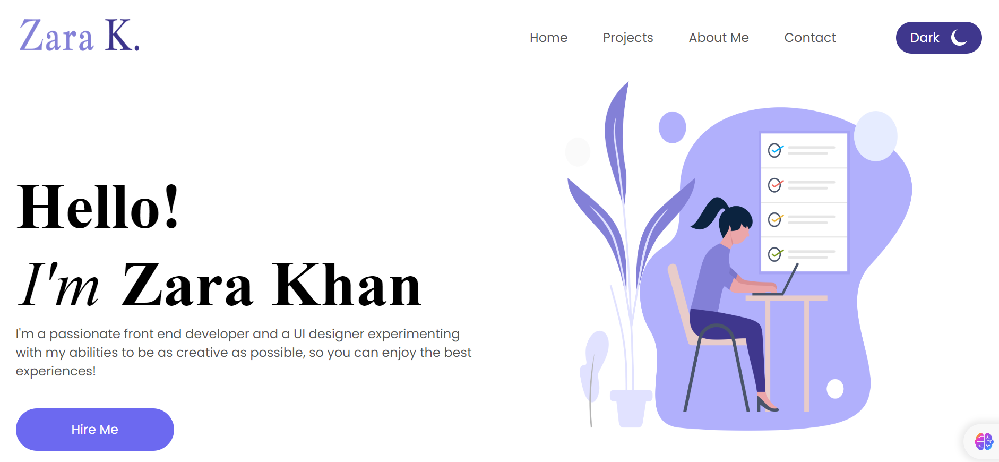 Zara K.
Home
Projects
About Me
Contact
Dark
Hello!
I'm Zara Khan
I'm a passionate front end developer and a UI designer experimenting
with my abilities to be as creative as possible, so you can enjoy the best
experiences!
Hire Me